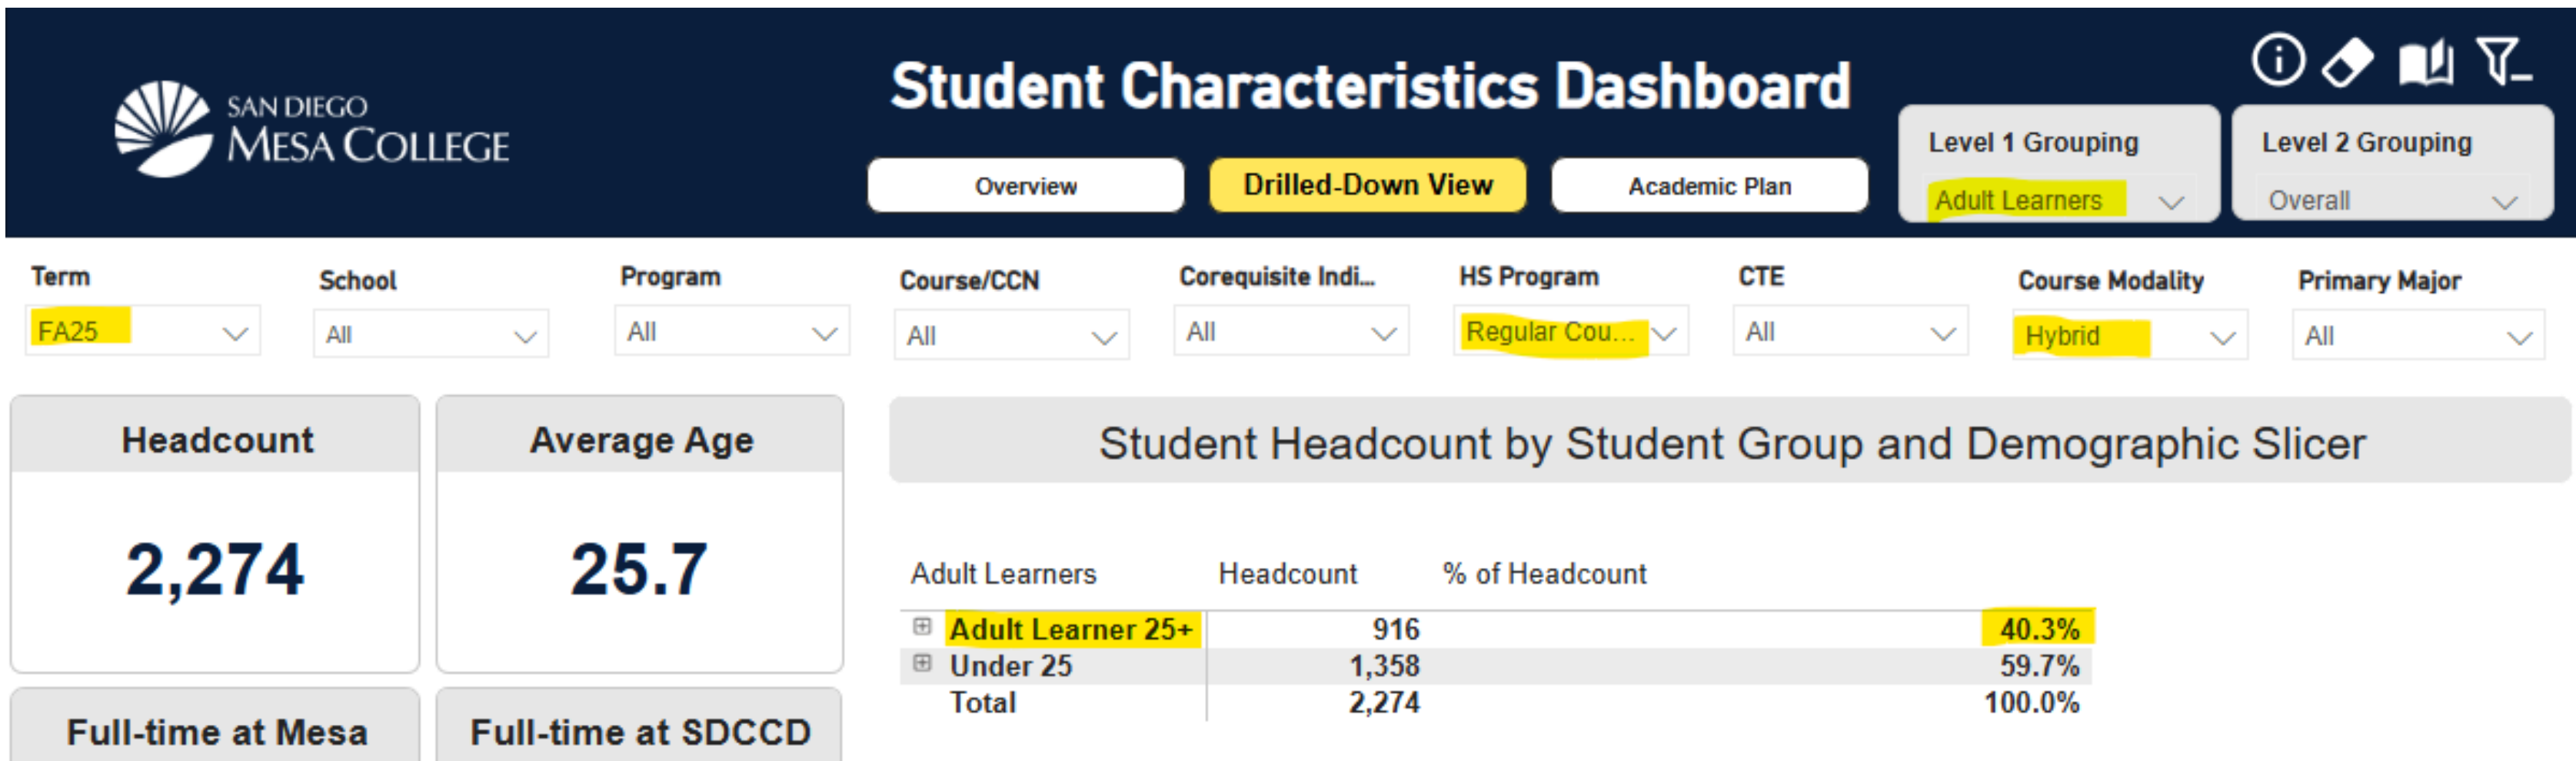 SAN DIEGO
MESA COLLEGE
Student Characteristics Dashboard
Overview
Drilled-Down View
Academic Plan
Level 1 Grouping
Adult Learners
Level 2 Grouping
Overall
Term
FA25
School
All
Program
All
Course/CCN
All
Corequisite Indi...
All
HS Program
Regular Cou...
CTE
All
Course Modality
Hybrid
Primary Major
All
Headcount
2,274
Average Age
25.7
Full-time at Mesa
Full-time at SDCCD
Student Headcount by Student Group and Demographic Slicer
Adult Learners Headcount % of Headcount
Adult Learner 25+ 916 40.3%
Under 25 1,358 59.7%
Total 2,274 100.0%